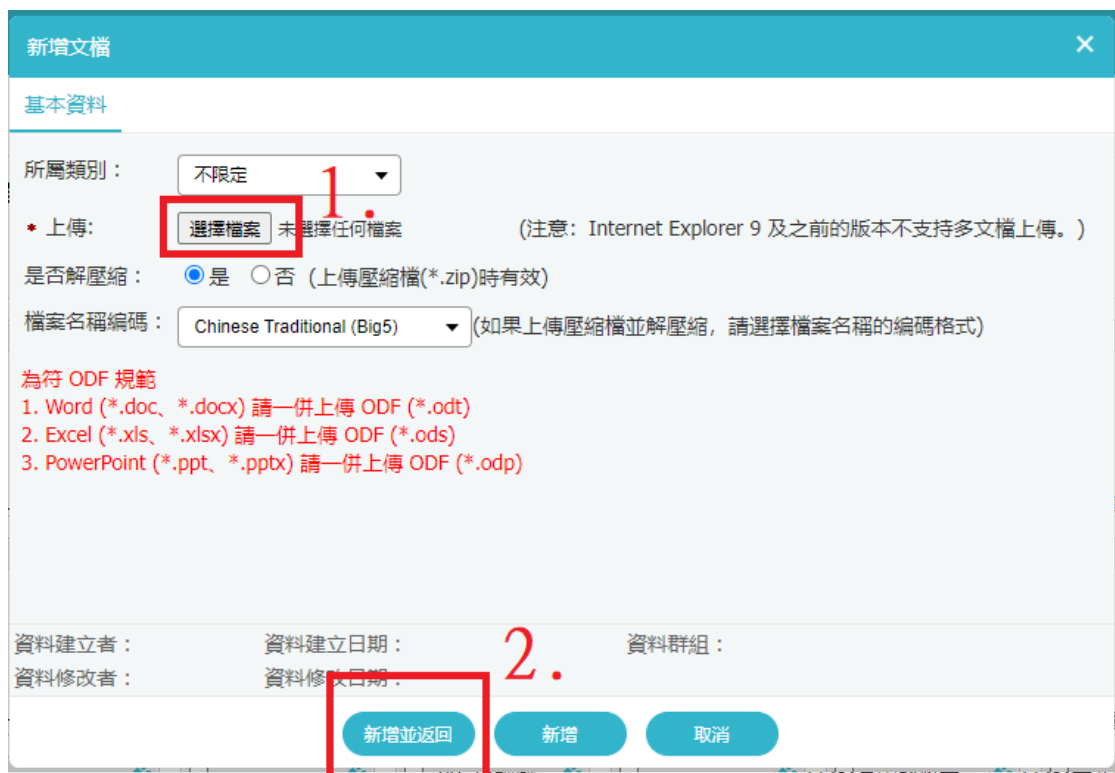 新增文檔 ×
基本資料
所屬類別： 不限定
1.
* 上傳: 選擇檔案 未選擇任何檔案 (注意：Internet Explorer 9 及之前的版本不支持多文檔上傳。)
是否解壓縮： 是 否 (上傳壓縮檔(*.zip)時有效)
檔案名稱編碼： Chinese Traditional (Big5) (如果上傳壓縮檔並解壓縮，請選擇檔案名稱的編碼格式)
為符 ODF 規範
1. Word (*.doc、*.docx) 請一併上傳 ODF (*.odt)
2. Excel (*.xls、*.xlsx) 請一併上傳 ODF (*.ods)
3. PowerPoint (*.ppt、*.pptx) 請一併上傳 ODF (*.odp)
資料建立者： 資料建立日期： 資料群組：
2.
資料修改者： 資料修改日期：
新增並返回 新增 取消